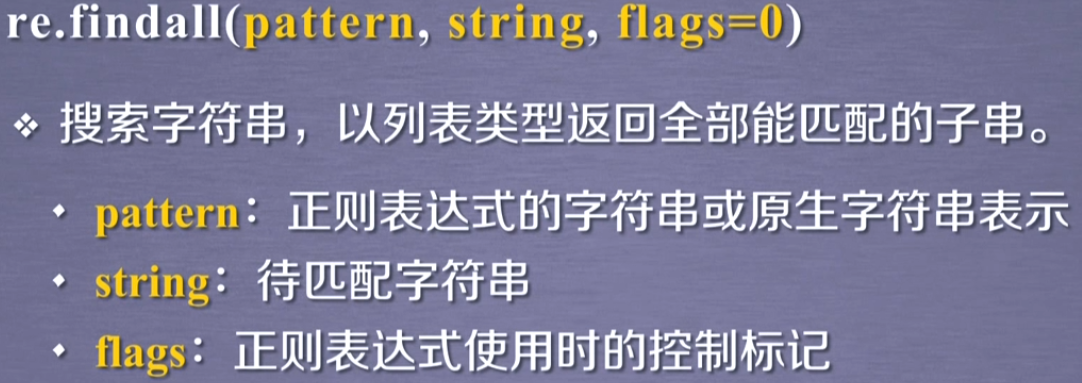 re.findall(pattern, string, flags=0)
❖ 搜索字符串，以列表类型返回全部能匹配的子串。
• pattern：正则表达式的字符串或原生字符串表示
• string：待匹配字符串
• flags：正则表达式使用时的控制标记